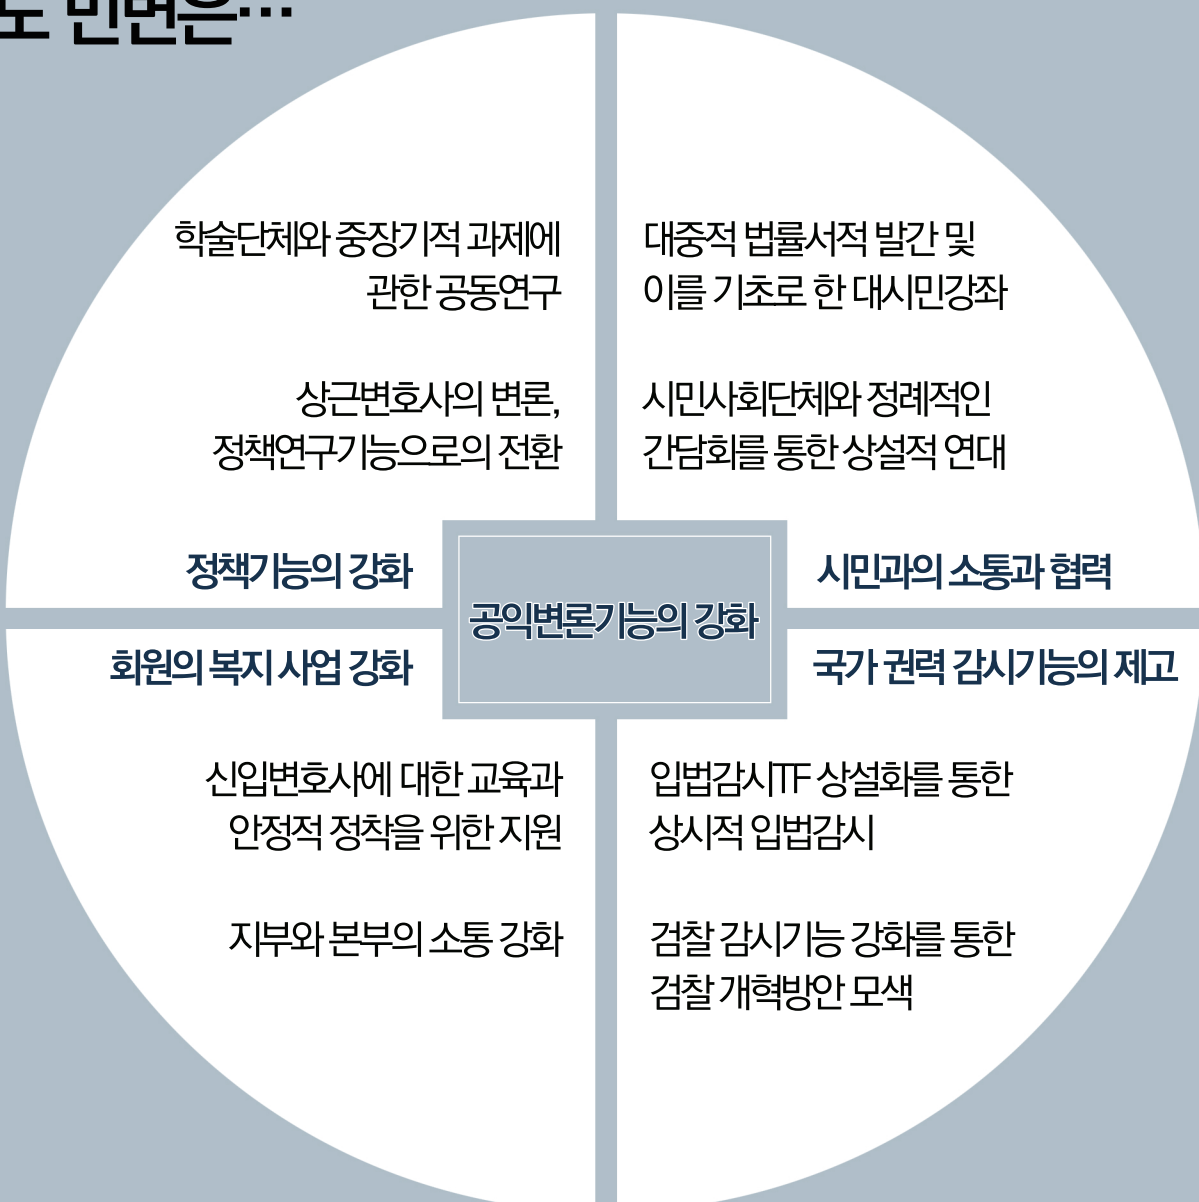 도 민변은…
학술단체와 중장기적 과제에
관한 공동연구
상근변호사의 변론,
정책연구기능으로의 전환
정책기능의 강화
대중적 법률서적 발간 및
이를 기초로 한 대시민강좌
시민사회단체와 정례적인
간담회를 통한 상설적 연대
시민과의 소통과 협력
공익변론기능의 강화
회원의 복지 사업 강화
신입변호사에 대한 교육과
안정적 정착을 위한 지원
지부와 본부의 소통 강화
국가 권력 감시기능의 제고
입법감시TF 상설화를 통한
상시적 입법감시
검찰 감시기능 강화를 통한
검찰 개혁방안 모색